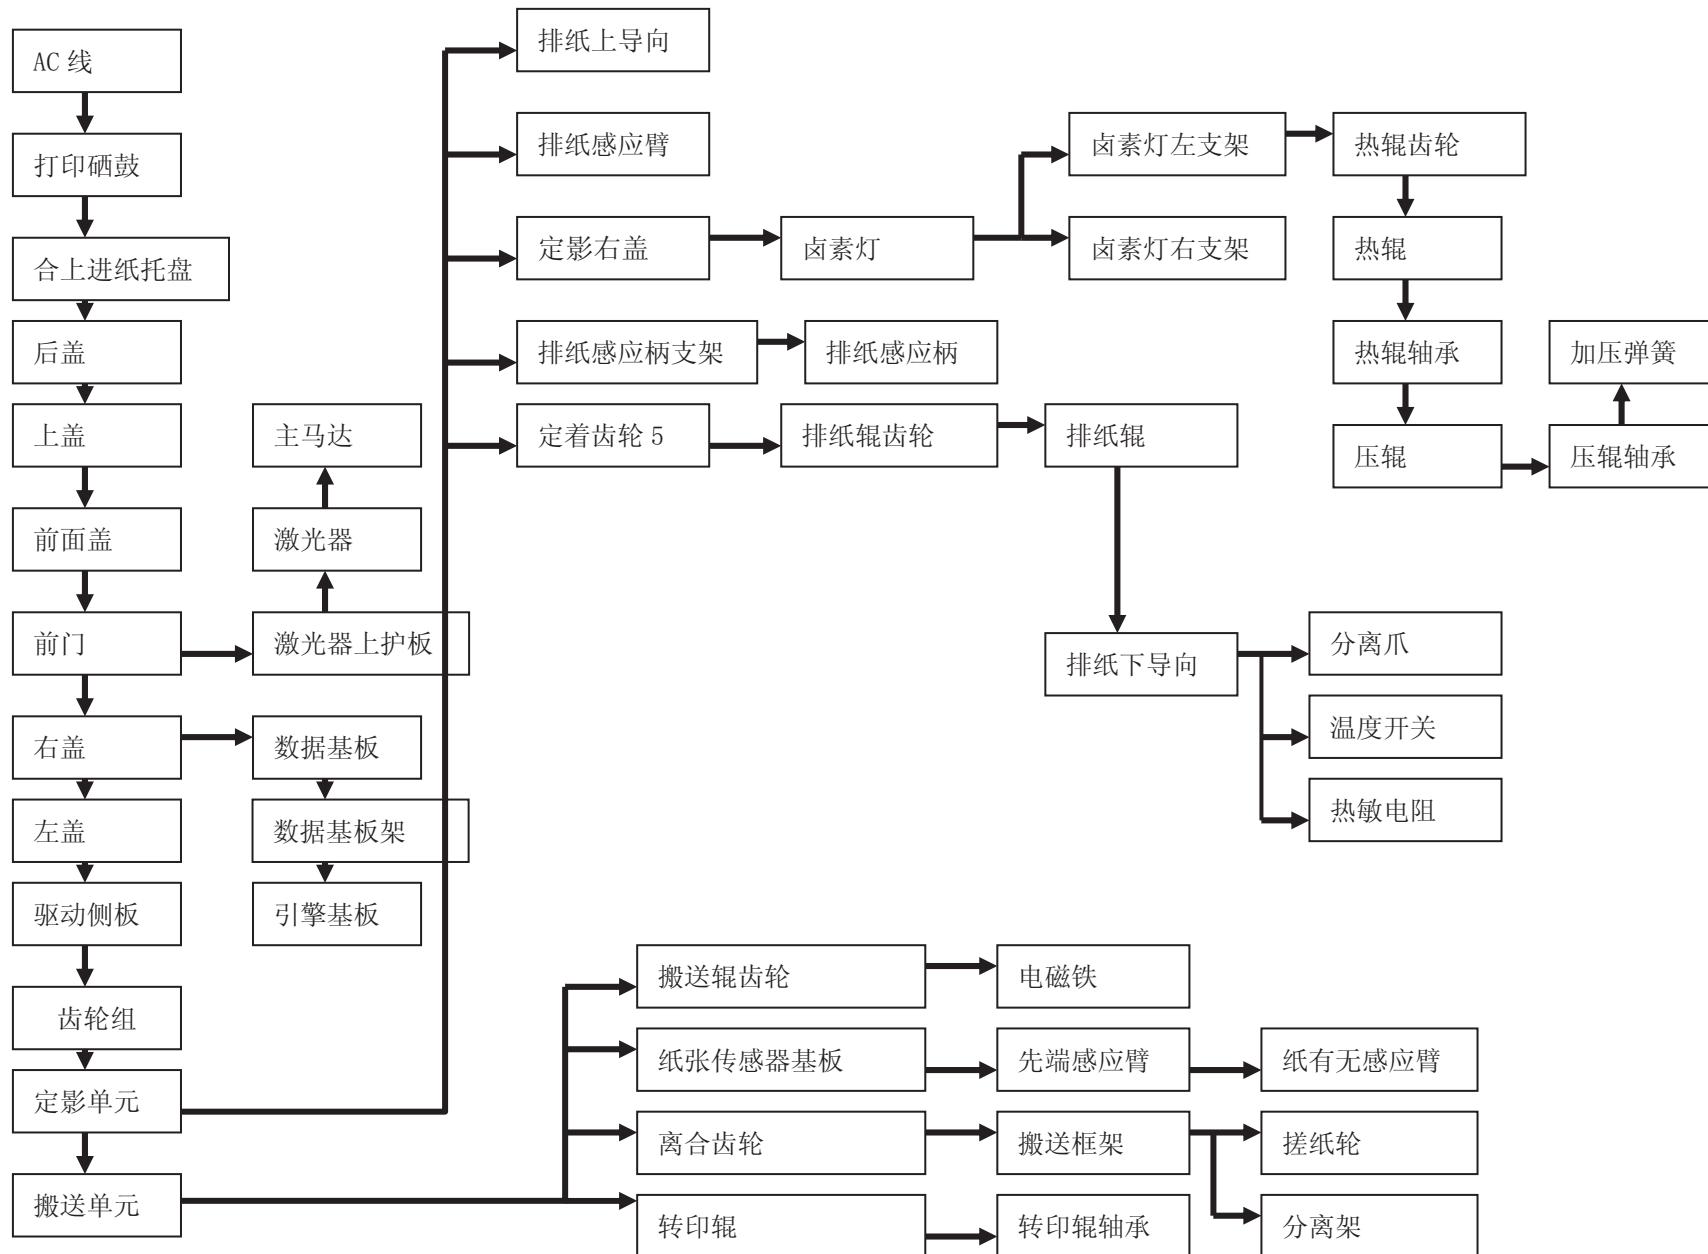 AC 线
打印硒鼓
合上进纸托盘
后盖
上盖
前面盖
前门
右盖
左盖
驱动侧板
齿轮组
定影单元
搬送单元
主马达
激光器
激光器上护板
数据基板
数据基板架
引擎基板
排纸上导向
排纸感应臂
定影右盖
卤素灯
卤素灯左支架
卤素灯右支架
热辊齿轮
热辊
热辊轴承
压辊
压辊轴承
加压弹簧
排纸感应柄支架
排纸感应柄
定着齿轮 5
排纸辊齿轮
排纸辊
排纸下导向
分离爪
温度开关
热敏电阻
搬送辊齿轮
电磁铁
纸张传感器基板
先端感应臂
纸有无感应臂
离合齿轮
搬送框架
搓纸轮
分离架
转印辊
转印辊轴承